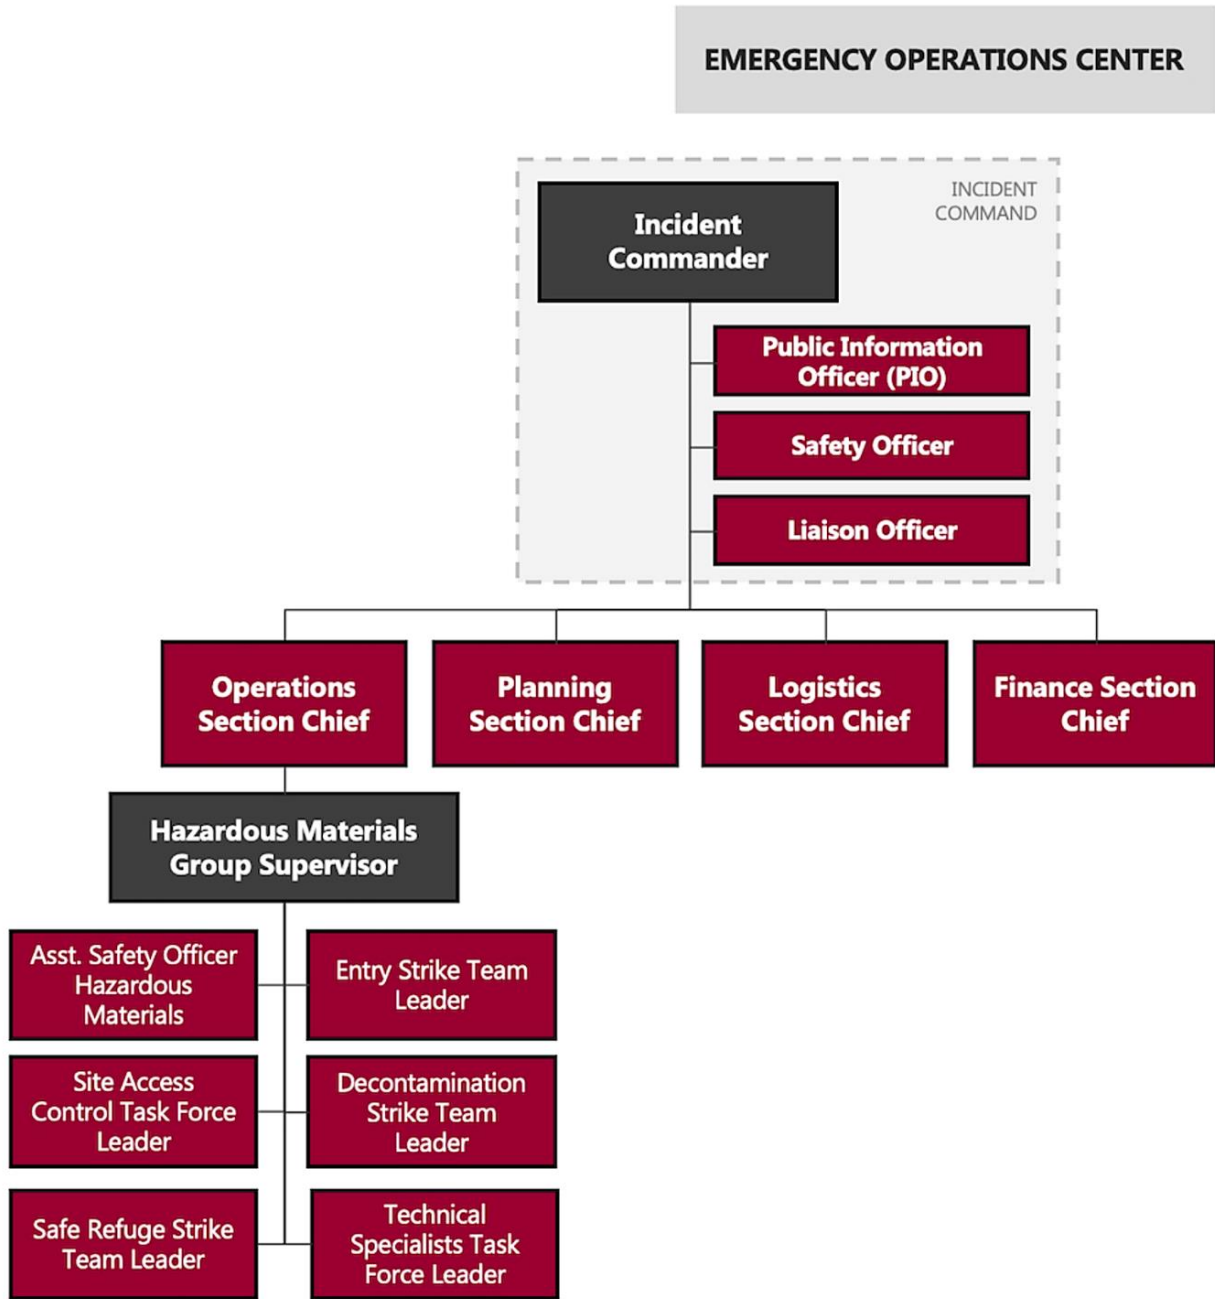 EMERGENCY OPERATIONS CENTER
INCIDENT
COMMAND
Incident
Commander
Public Information
Officer (PIO)
Safety Officer
Liaison Officer
Operations
Section Chief
Planning
Section Chief
Logistics
Section Chief
Finance Section
Chief
Hazardous Materials
Group Supervisor
Asst. Safety Officer
Hazardous
Materials
Entry Strike Team
Leader
Site Access
Control Task Force
Leader
Decontamination
Strike Team
Leader
Safe Refuge Strike
Team Leader
Technical
Specialists Task
Force Leader